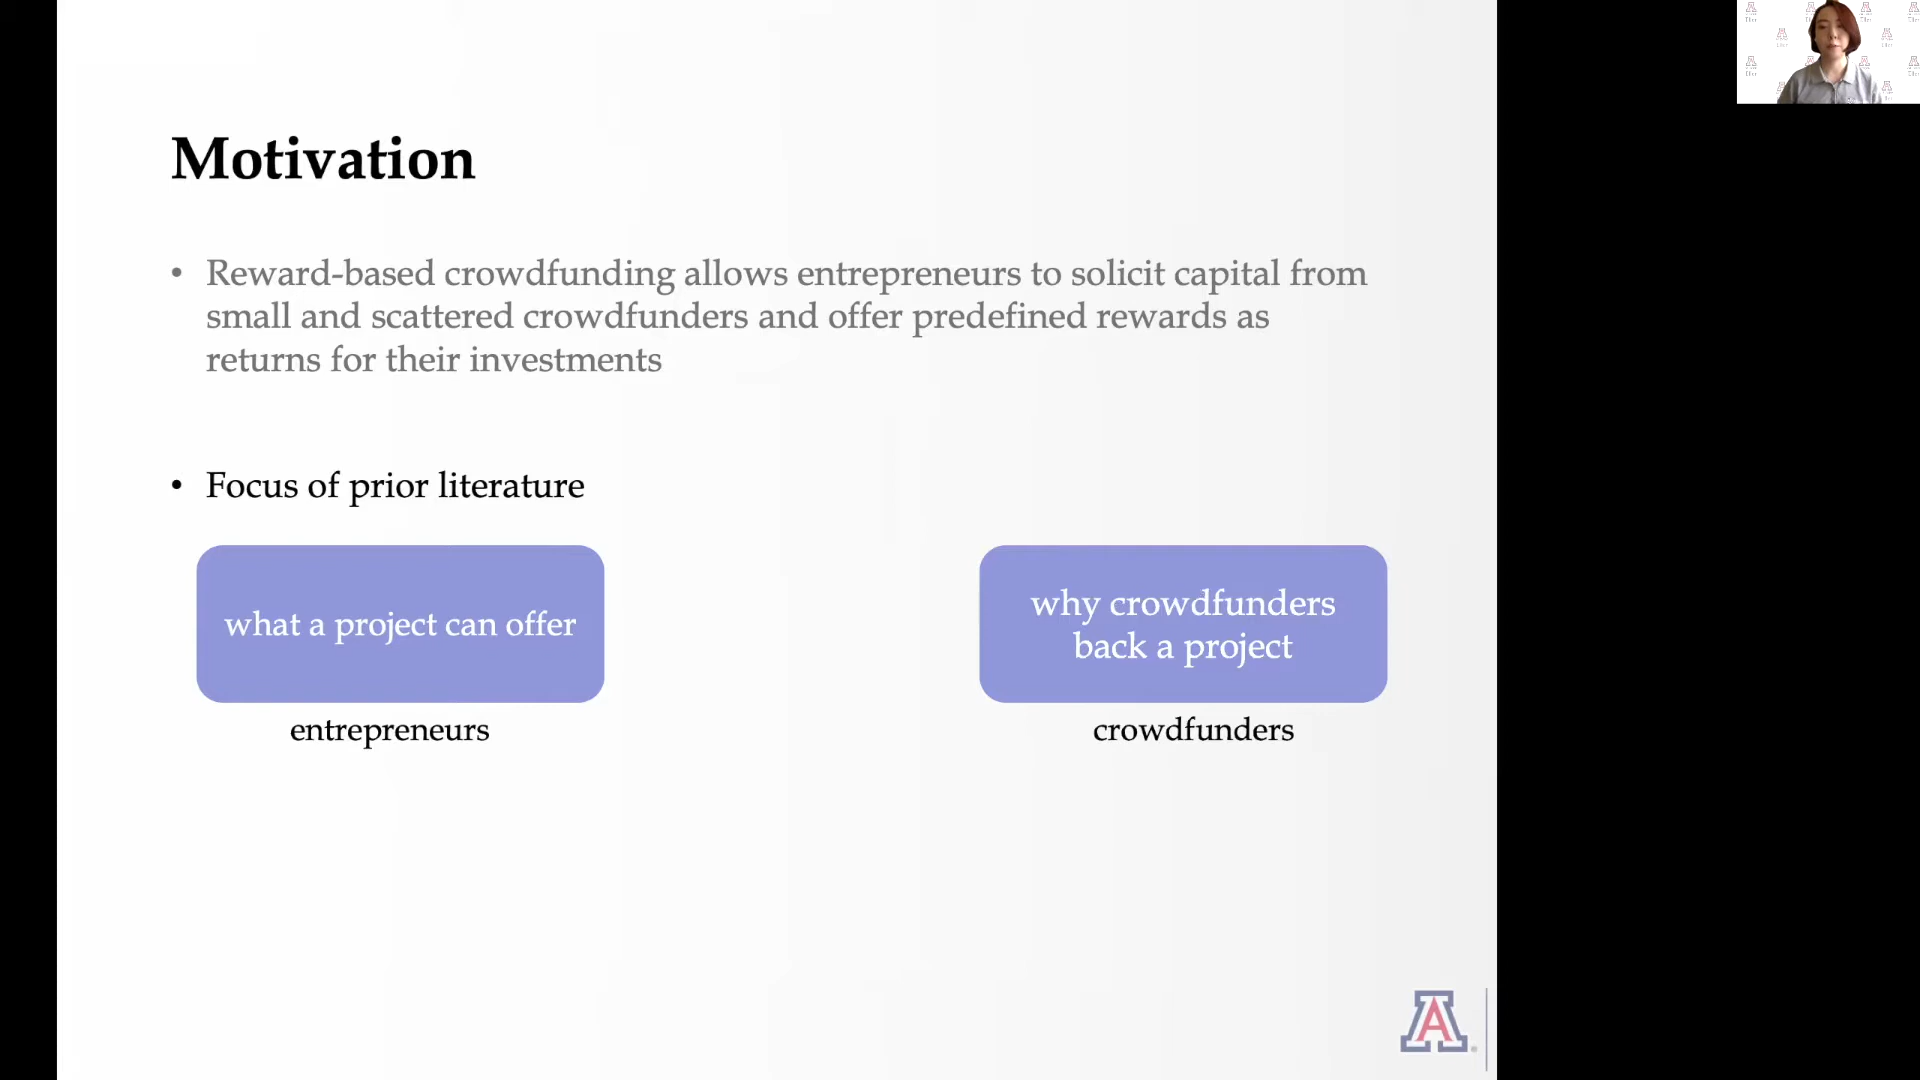 Motivation
• Reward-based crowdfunding allows entrepreneurs to solicit capital from
small and scattered crowdfunders and offer predefined rewards as
returns for their investments
• Focus of prior literature
what a project can offer
why crowdfunders
back a project
entrepreneurs
crowdfunders
A